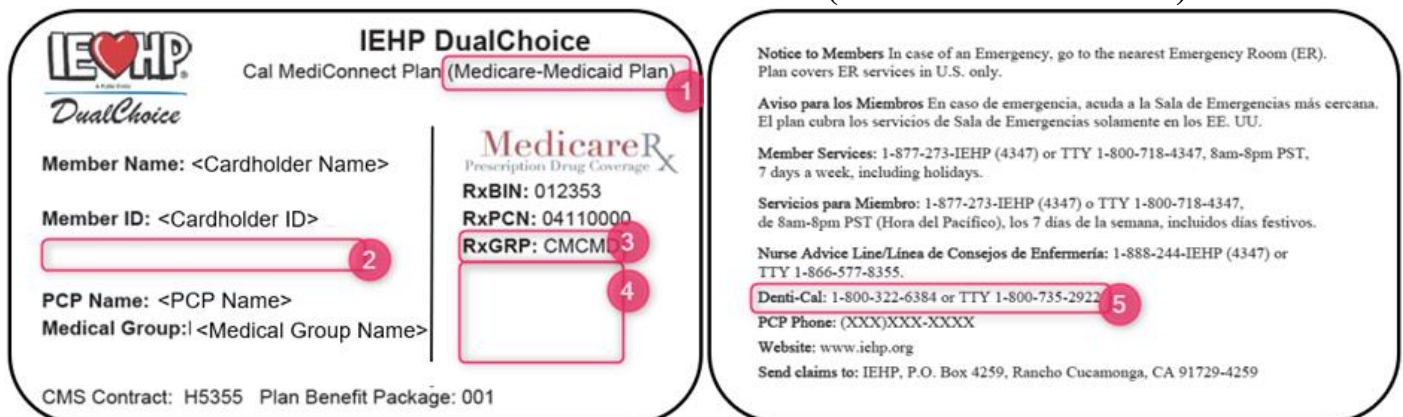 IEHP
A Public Entity
DualChoice
IEHP DualChoice
Cal MediConnect Plan (Medicare-Medicaid Plan)
1
Member Name: <Cardholder Name>
Member ID: <Cardholder ID>
2
PCP Name: <PCP Name>
Medical Group: <Medical Group Name>
MedicareRx
Prescription Drug Coverage
RxBIN: 012353
RxPCN: 04110000
RxGRP: CMCMD
3
4
CMS Contract: H5355 Plan Benefit Package: 001
Notice to Members In case of an Emergency, go to the nearest Emergency Room (ER).
Plan covers ER services in U.S. only.
Aviso para los Miembros En caso de emergencia, acuda a la Sala de Emergencias más cercana.
El plan cubra los servicios de Sala de Emergencias solamente en los EE. UU.
Member Services: 1-877-273-IEHP (4347) or TTY 1-800-718-4347, 8am-8pm PST,
7 days a week, including holidays.
Servicios para Miembro: 1-877-273-IEHP (4347) o TTY 1-800-718-4347,
de 8am-8pm PST (Hora del Pacífico), los 7 días de la semana, incluidos días festivos.
Nurse Advice Line/Línea de Consejos de Enfermería: 1-888-244-IEHP (4347) or
TTY 1-866-577-8355.
Denti-Cal: 1-800-322-6384 or TTY 1-800-735-2922
5
PCP Phone: (XXX)XXX-XXXX
Website: www.iehp.org
Send claims to: IEHP, P.O. Box 4259, Rancho Cucamonga, CA 91729-4259